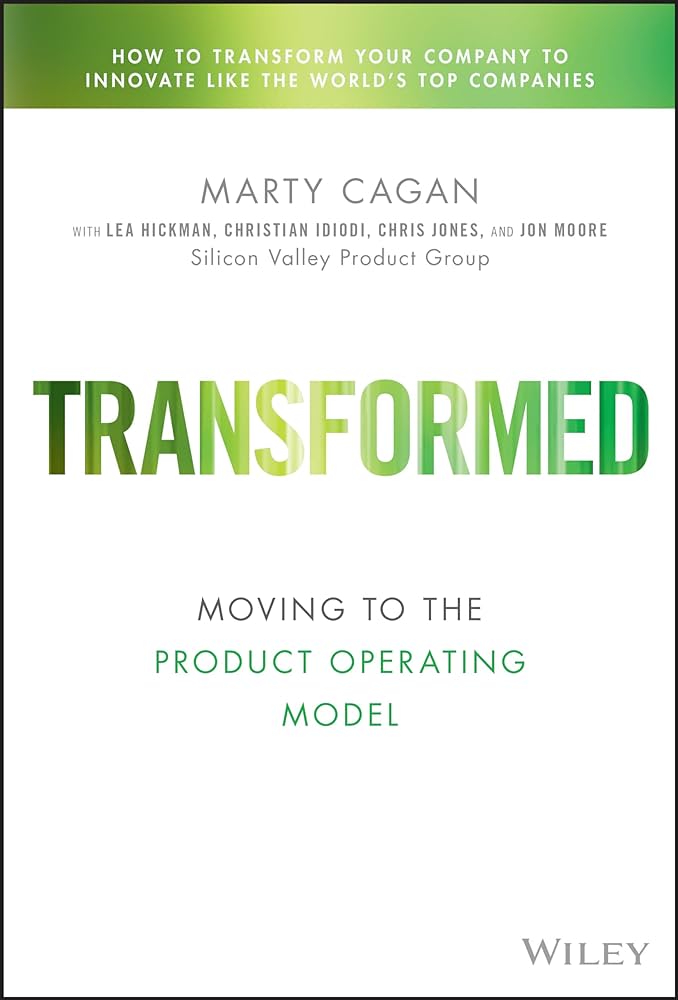 HOW TO TRANSFORM YOUR COMPANY TO
INNOVATE LIKE THE WORLD'S TOP COMPANIES
MARTY CAGAN
WITH LEA HICKMAN, CHRISTIAN IDIODI, CHRIS JONES, AND JON MOORE
Silicon Valley Product Group
TRANSFORMED
MOVING TO THE
PRODUCT OPERATING
MODEL
WILEY